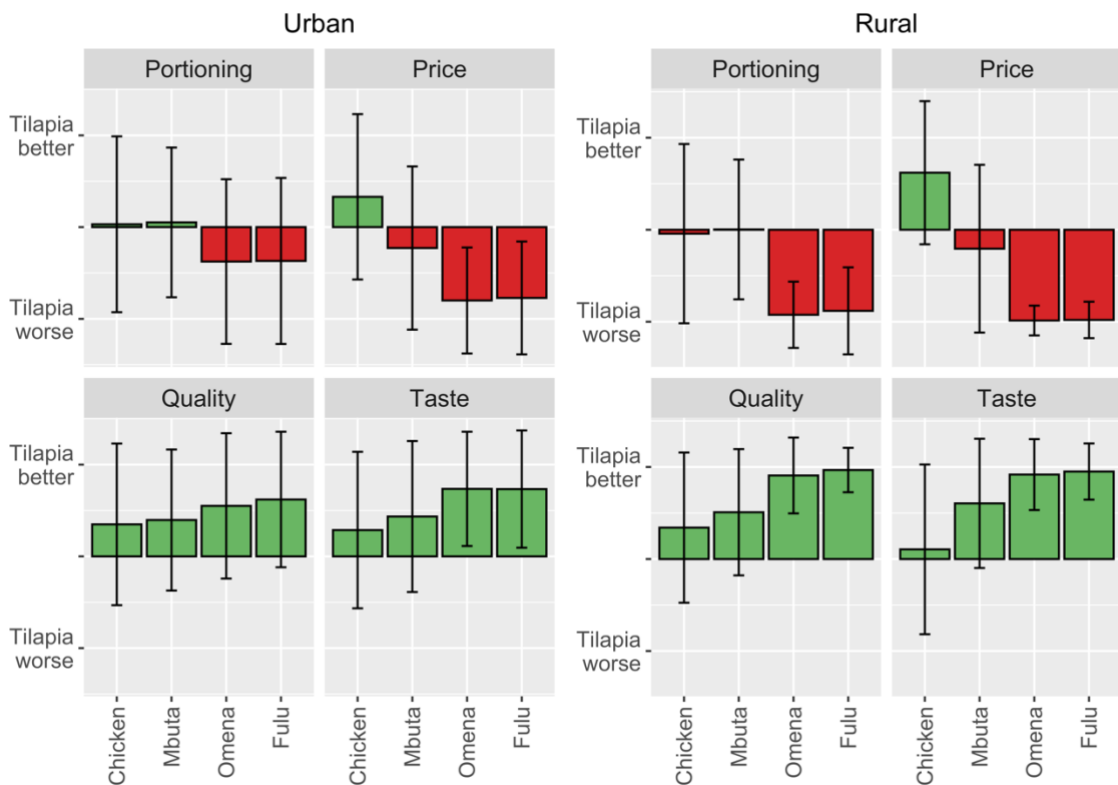 Urban
Rural
Portioning
Price
Portioning
Price
Tilapia
better
Tilapia
worse
Tilapia
better
Tilapia
worse
Quality
Taste
Quality
Taste
Tilapia
better
Tilapia
worse
Tilapia
better
Tilapia
worse
Chicken
Mbuta
Omena
Fulu
Chicken
Mbuta
Omena
Fulu
Chicken
Mbuta
Omena
Fulu
Chicken
Mbuta
Omena
Fulu